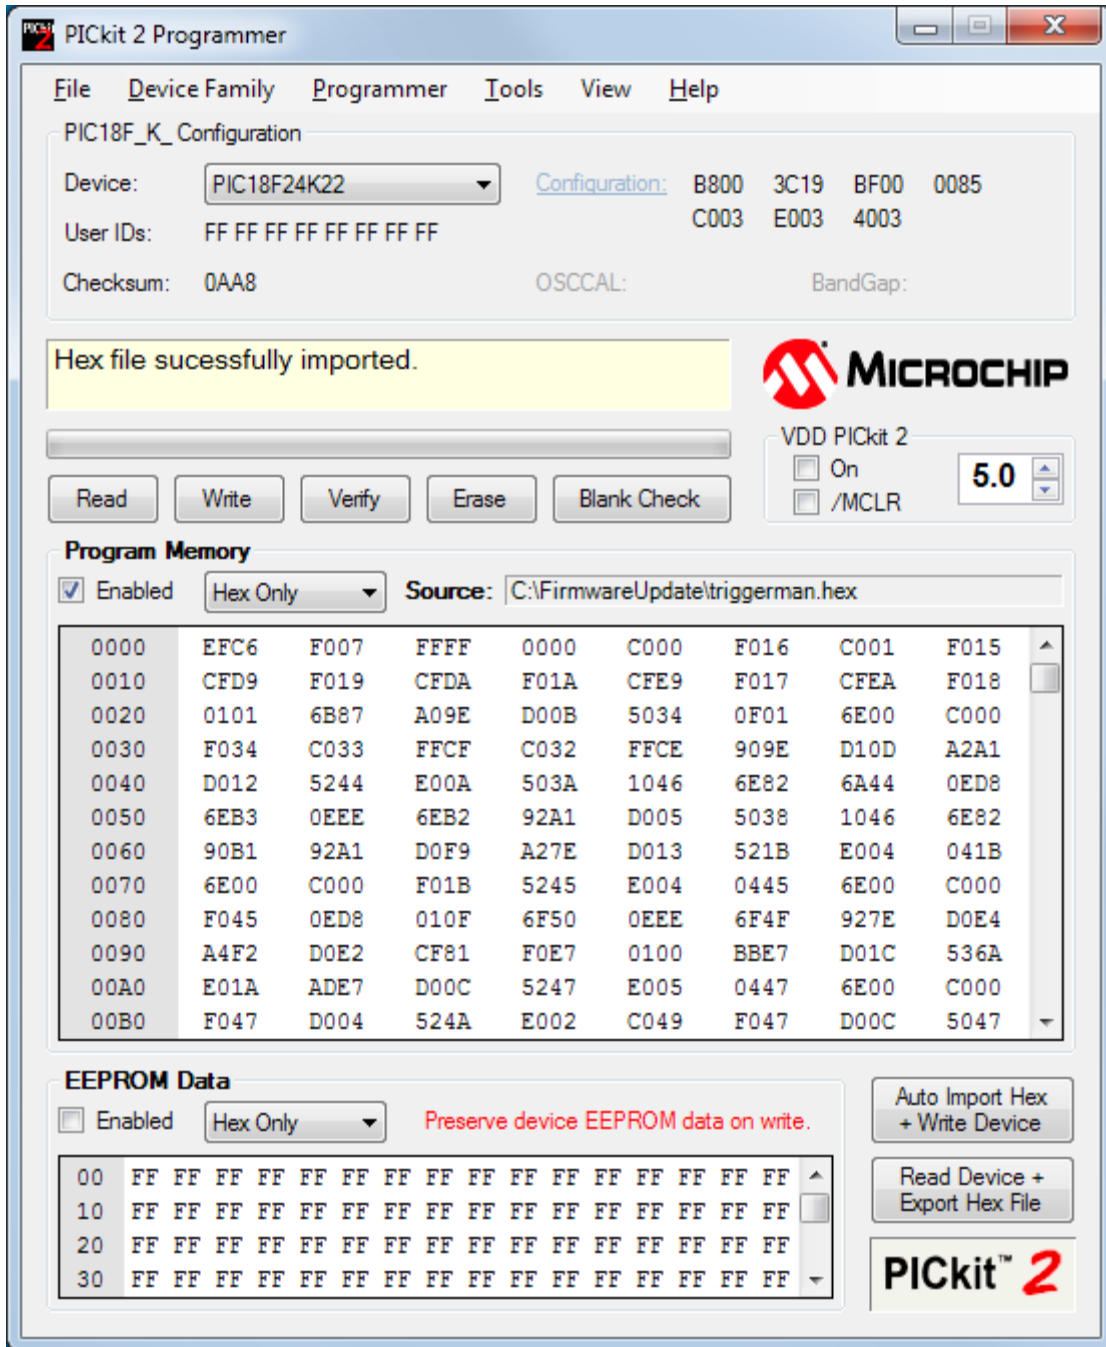 PICkit 2 Programmer
File Device Family Programmer Tools View Help
PIC18F_K_ Configuration
Device: PIC18F24K22 Configuration: B800 3C19 BF00 0085
C003 E003 4003
User IDs: FF FF FF FF FF FF FF FF
Checksum: 0AA8 OSCCAL: BandGap:
Hex file sucessfully imported.
MICROCHIP
VDD PICkit 2
On
/MCLR
5.0
Read Write Verify Erase Blank Check
Program Memory
Enabled Hex Only Source: C:\FirmwareUpdate\triggerman.hex
0000 EFC6 F007 FFFF 0000 C000 F016 C001 F015
0010 CFD9 F019 CFDA F01A CFE9 F017 CFEA F018
0020 0101 6B87 A09E D00B 5034 0F01 6E00 C000
0030 F034 C033 FFCF C032 FFCE 909E D10D A2A1
0040 D012 5244 E00A 503A 1046 6E82 6A44 0ED8
0050 6EB3 0EEE 6EB2 92A1 D005 5038 1046 6E82
0060 90B1 92A1 D0F9 A27E D013 521B E004 041B
0070 6E00 C000 F01B 5245 E004 0445 6E00 C000
0080 F045 0ED8 010F 6F50 0EEE 6F4F 927E D0E4
0090 A4F2 D0E2 CF81 F0E7 0100 BBE7 D01C 536A
00A0 E01A ADE7 D00C 5247 E005 0447 6E00 C000
00B0 F047 D004 524A E002 C049 F047 D00C 5047
EEPROM Data
Enabled Hex Only Preserve device EEPROM data on write.
00 FF FF FF FF FF FF FF FF FF FF FF FF FF FF FF FF
10 FF FF FF FF FF FF FF FF FF FF FF FF FF FF FF FF
20 FF FF FF FF FF FF FF FF FF FF FF FF FF FF FF FF
30 FF FF FF FF FF FF FF FF FF FF FF FF FF FF FF FF
Auto Import Hex
+ Write Device
Read Device +
Export Hex File
PICkit™ 2